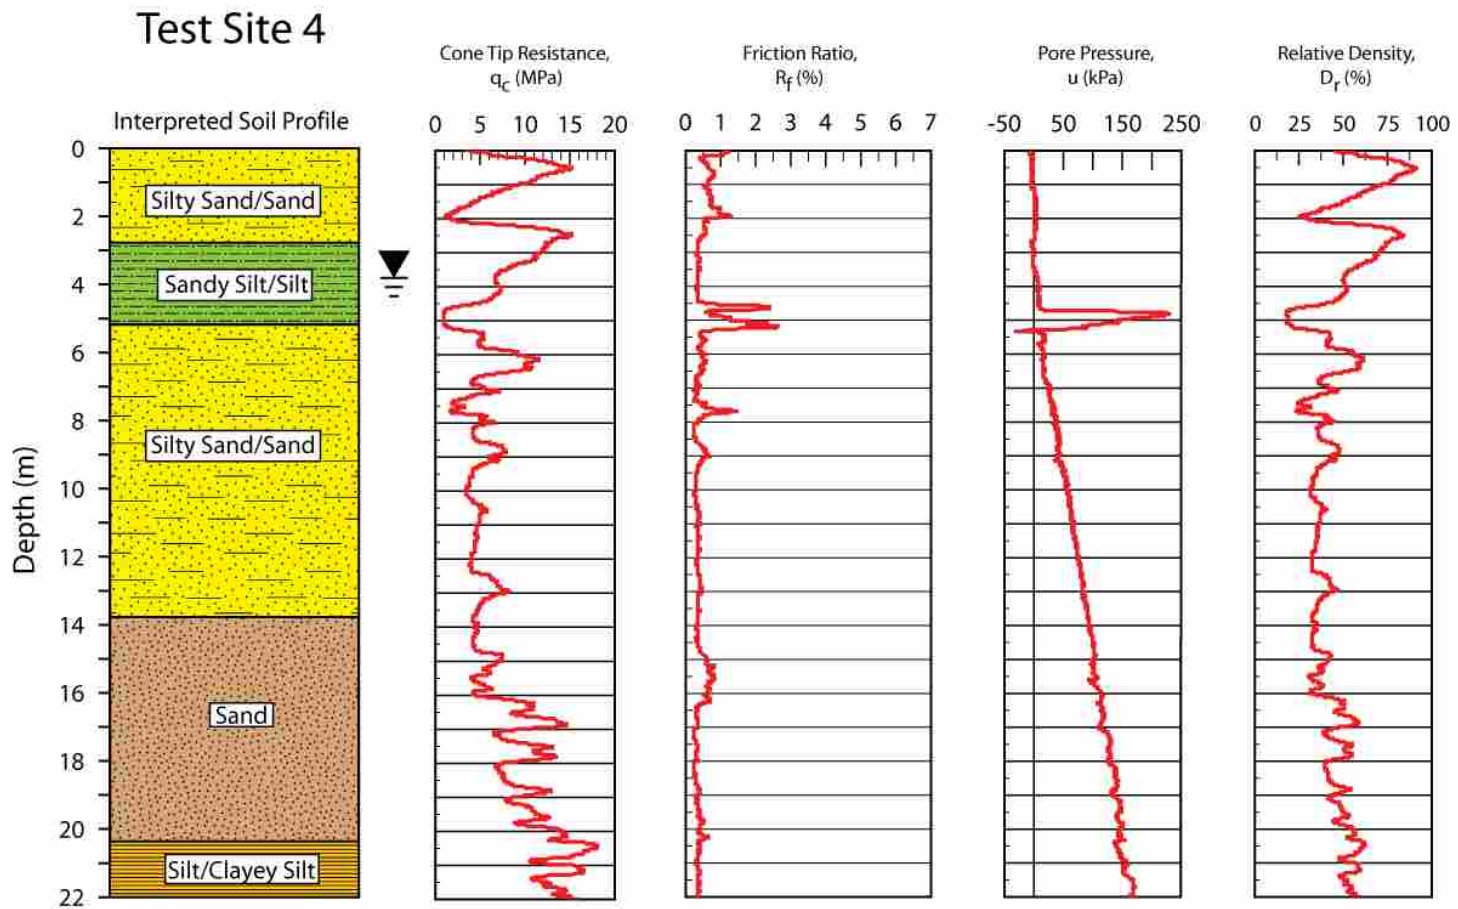 Test Site 4
Cone Tip Resistance,
qc (MPa)
Friction Ratio,
Rf (%)
Pore Pressure,
u (kPa)
Relative Density,
Dr (%)
Interpreted Soil Profile
0 5 10 15 20
0 1 2 3 4 5 6 7
-50 50 150 250
0 25 50 75 100
Depth (m)
0
2
4
6
8
10
12
14
16
18
20
22
Silty Sand/Sand
Sandy Silt/Silt
Silty Sand/Sand
Sand
Silt/Clayey Silt